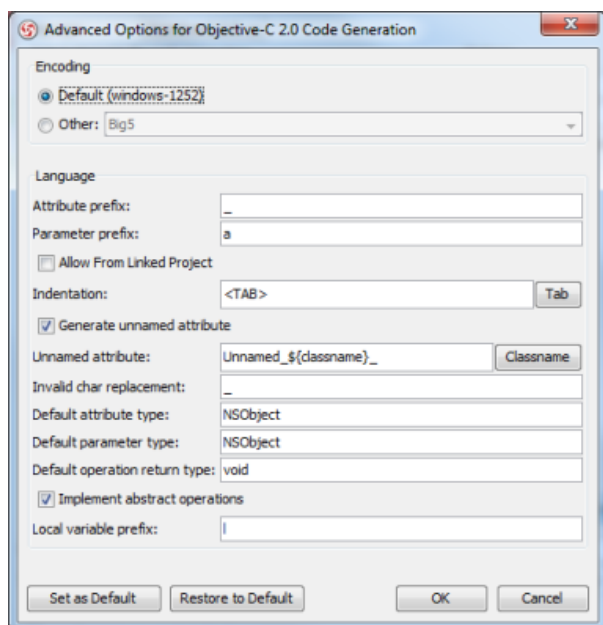 Advanced Options for Objective-C 2.0 Code Generation
Encoding
Default (windows-1252)
Other: Big5
Language
Attribute prefix: _
Parameter prefix: a
Allow From Linked Project
Indentation: <TAB> Tab
Generate unnamed attribute
Unnamed attribute: Unnamed_${classname}_ Classname
Invalid char replacement: _
Default attribute type: NSObject
Default parameter type: NSObject
Default operation return type: void
Implement abstract operations
Local variable prefix: l
Set as Default Restore to Default OK Cancel